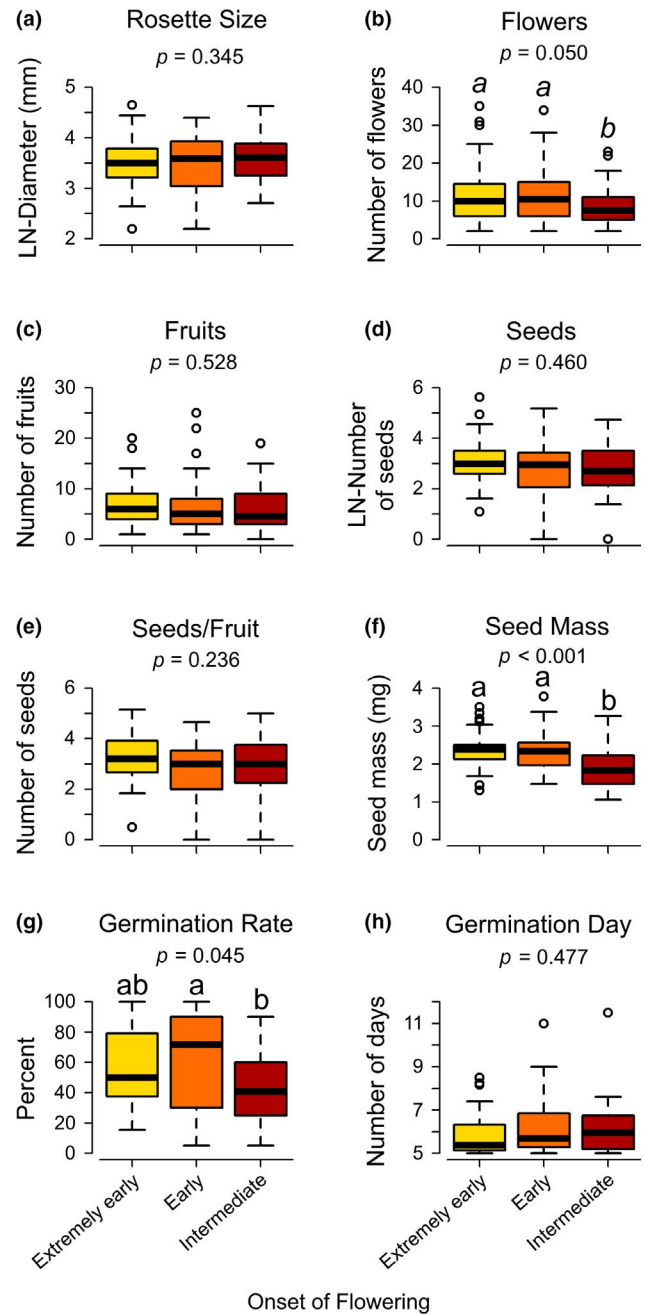 (a) Rosette Size
p = 0.345
LN-Diameter (mm)
5
4
3
2
(b) Flowers
p = 0.050
Number of flowers
40
30
20
10
0
a a b
(c) Fruits
p = 0.528
Number of fruits
30
20
10
0
(d) Seeds
p = 0.460
LN-Number
of seeds
6
4
2
0
(e) Seeds/Fruit
p = 0.236
Number of seeds
6
4
2
0
(f) Seed Mass
p < 0.001
Seed mass (mg)
4
3
2
1
0
a a b
(g) Germination Rate
p = 0.045
Percent
100
80
60
40
20
0
ab a b
Extremely early
Early
Intermediate
(h) Germination Day
p = 0.477
Number of days
11
9
7
5
Extremely early
Early
Intermediate
Onset of Flowering